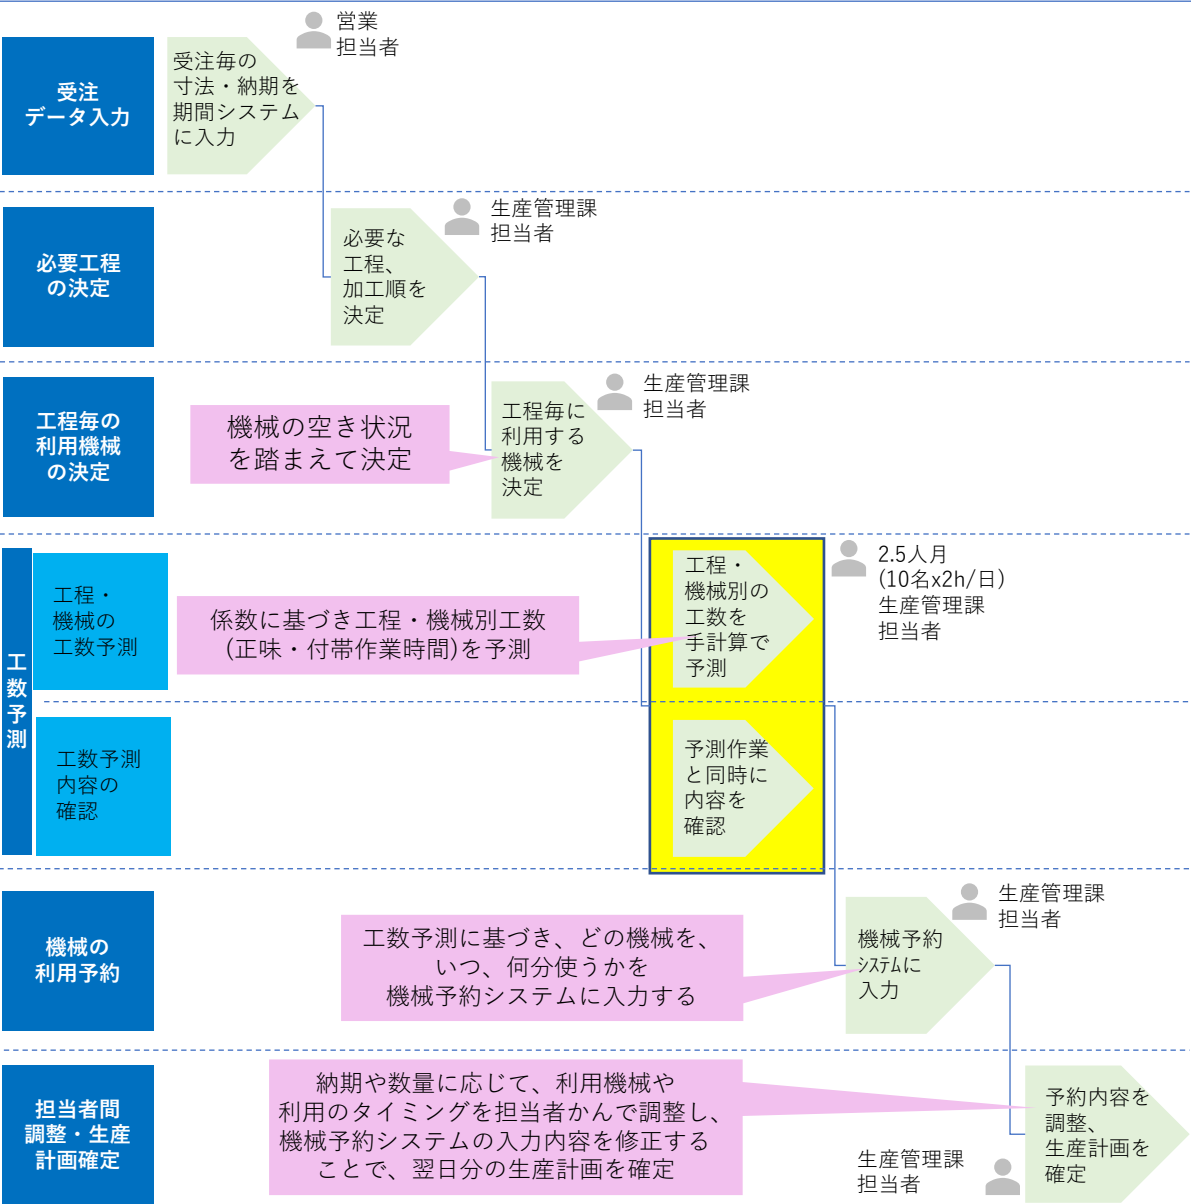 営業
担当者
受注
データ入力
受注毎の
寸法・納期を
期間システム
に入力
生産管理課
担当者
必要工程
の決定
必要な
工程、
加工順を
決定
生産管理課
担当者
工程毎の
利用機械
の決定
機械の空き状況
を踏まえて決定
工程毎に
利用する
機械を
決定
工数予測
工程・
機械の
工数予測
係数に基づき工程・機械別工数
(正味・付帯作業時間)を予測
工程・
機械別の
工数を
手計算で
予測
2.5人月
(10名x2h/日)
生産管理課
担当者
工数予測
内容の
確認
予測作業
と同時に
内容を
確認
生産管理課
担当者
機械の
利用予約
工数予測に基づき、どの機械を、
いつ、何分使うかを
機械予約システムに入力する
機械予約
ｼｽﾃﾑに
入力
担当者間
調整・生産
計画確定
納期や数量に応じて、利用機械や
利用のタイミングを担当者かんで調整し、
機械予約システムの入力内容を修正する
ことで、翌日分の生産計画を確定
生産管理課
担当者
予約内容を
調整、
生産計画を
確定